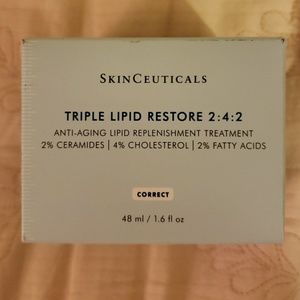 SKINCEUTICALS
TRIPLE LIPID RESTORE 2:4:2
ANTI-AGING LIPID REPLENISHMENT TREATMENT
2% CERAMIDES | 4% CHOLESTEROL | 2% FATTY ACIDS
CORRECT
48 ml / 1.6 fl oz